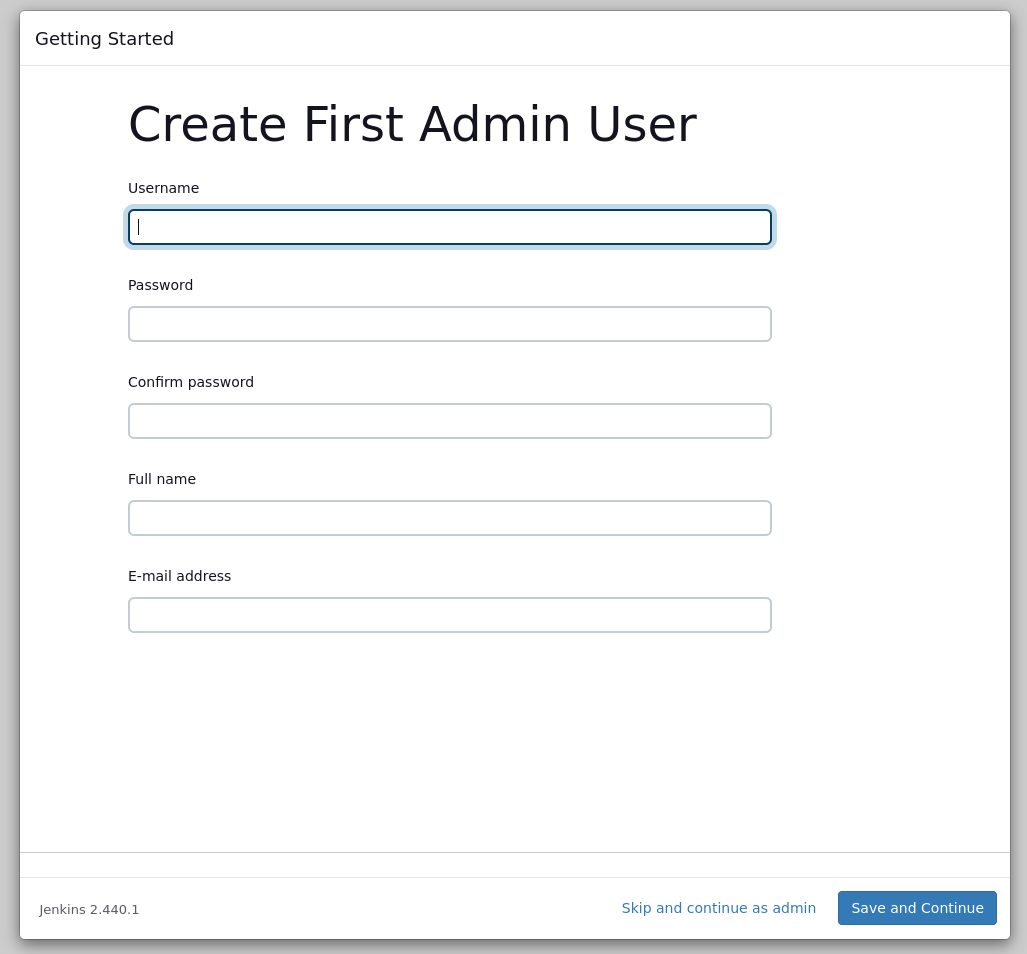 Getting Started
Create First Admin User
Username
Password
Confirm password
Full name
E-mail address
Jenkins 2.440.1
Skip and continue as admin
Save and Continue